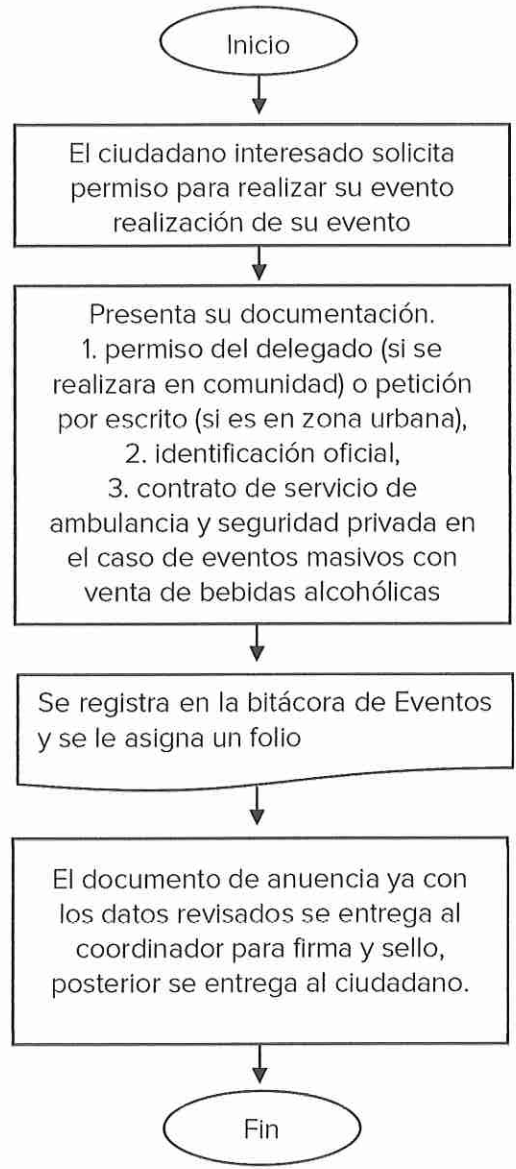 Inicio
El ciudadano interesado solicita
permiso para realizar su evento
realización de su evento
Presenta su documentación.
1. permiso del delegado (si se
realizara en comunidad) o petición
por escrito (si es en zona urbana),
2. identificación oficial,
3. contrato de servicio de
ambulancia y seguridad privada en
el caso de eventos masivos con
venta de bebidas alcohólicas
Se registra en la bitácora de Eventos
y se le asigna un folio
El documento de anuencia ya con
los datos revisados se entrega al
coordinador para firma y sello,
posterior se entrega al ciudadano.
Fin